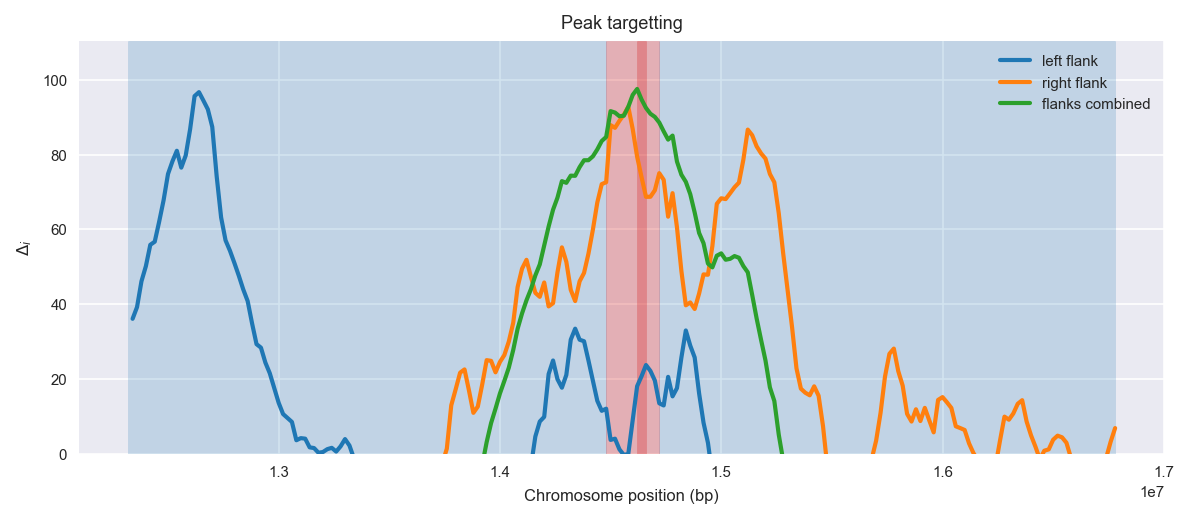 Peak targetting
100
80
60
40
20
0
Δi
left flank
right flank
flanks combined
1.3
1.4
1.5
1.6
1.7
1e7
Chromosome position (bp)